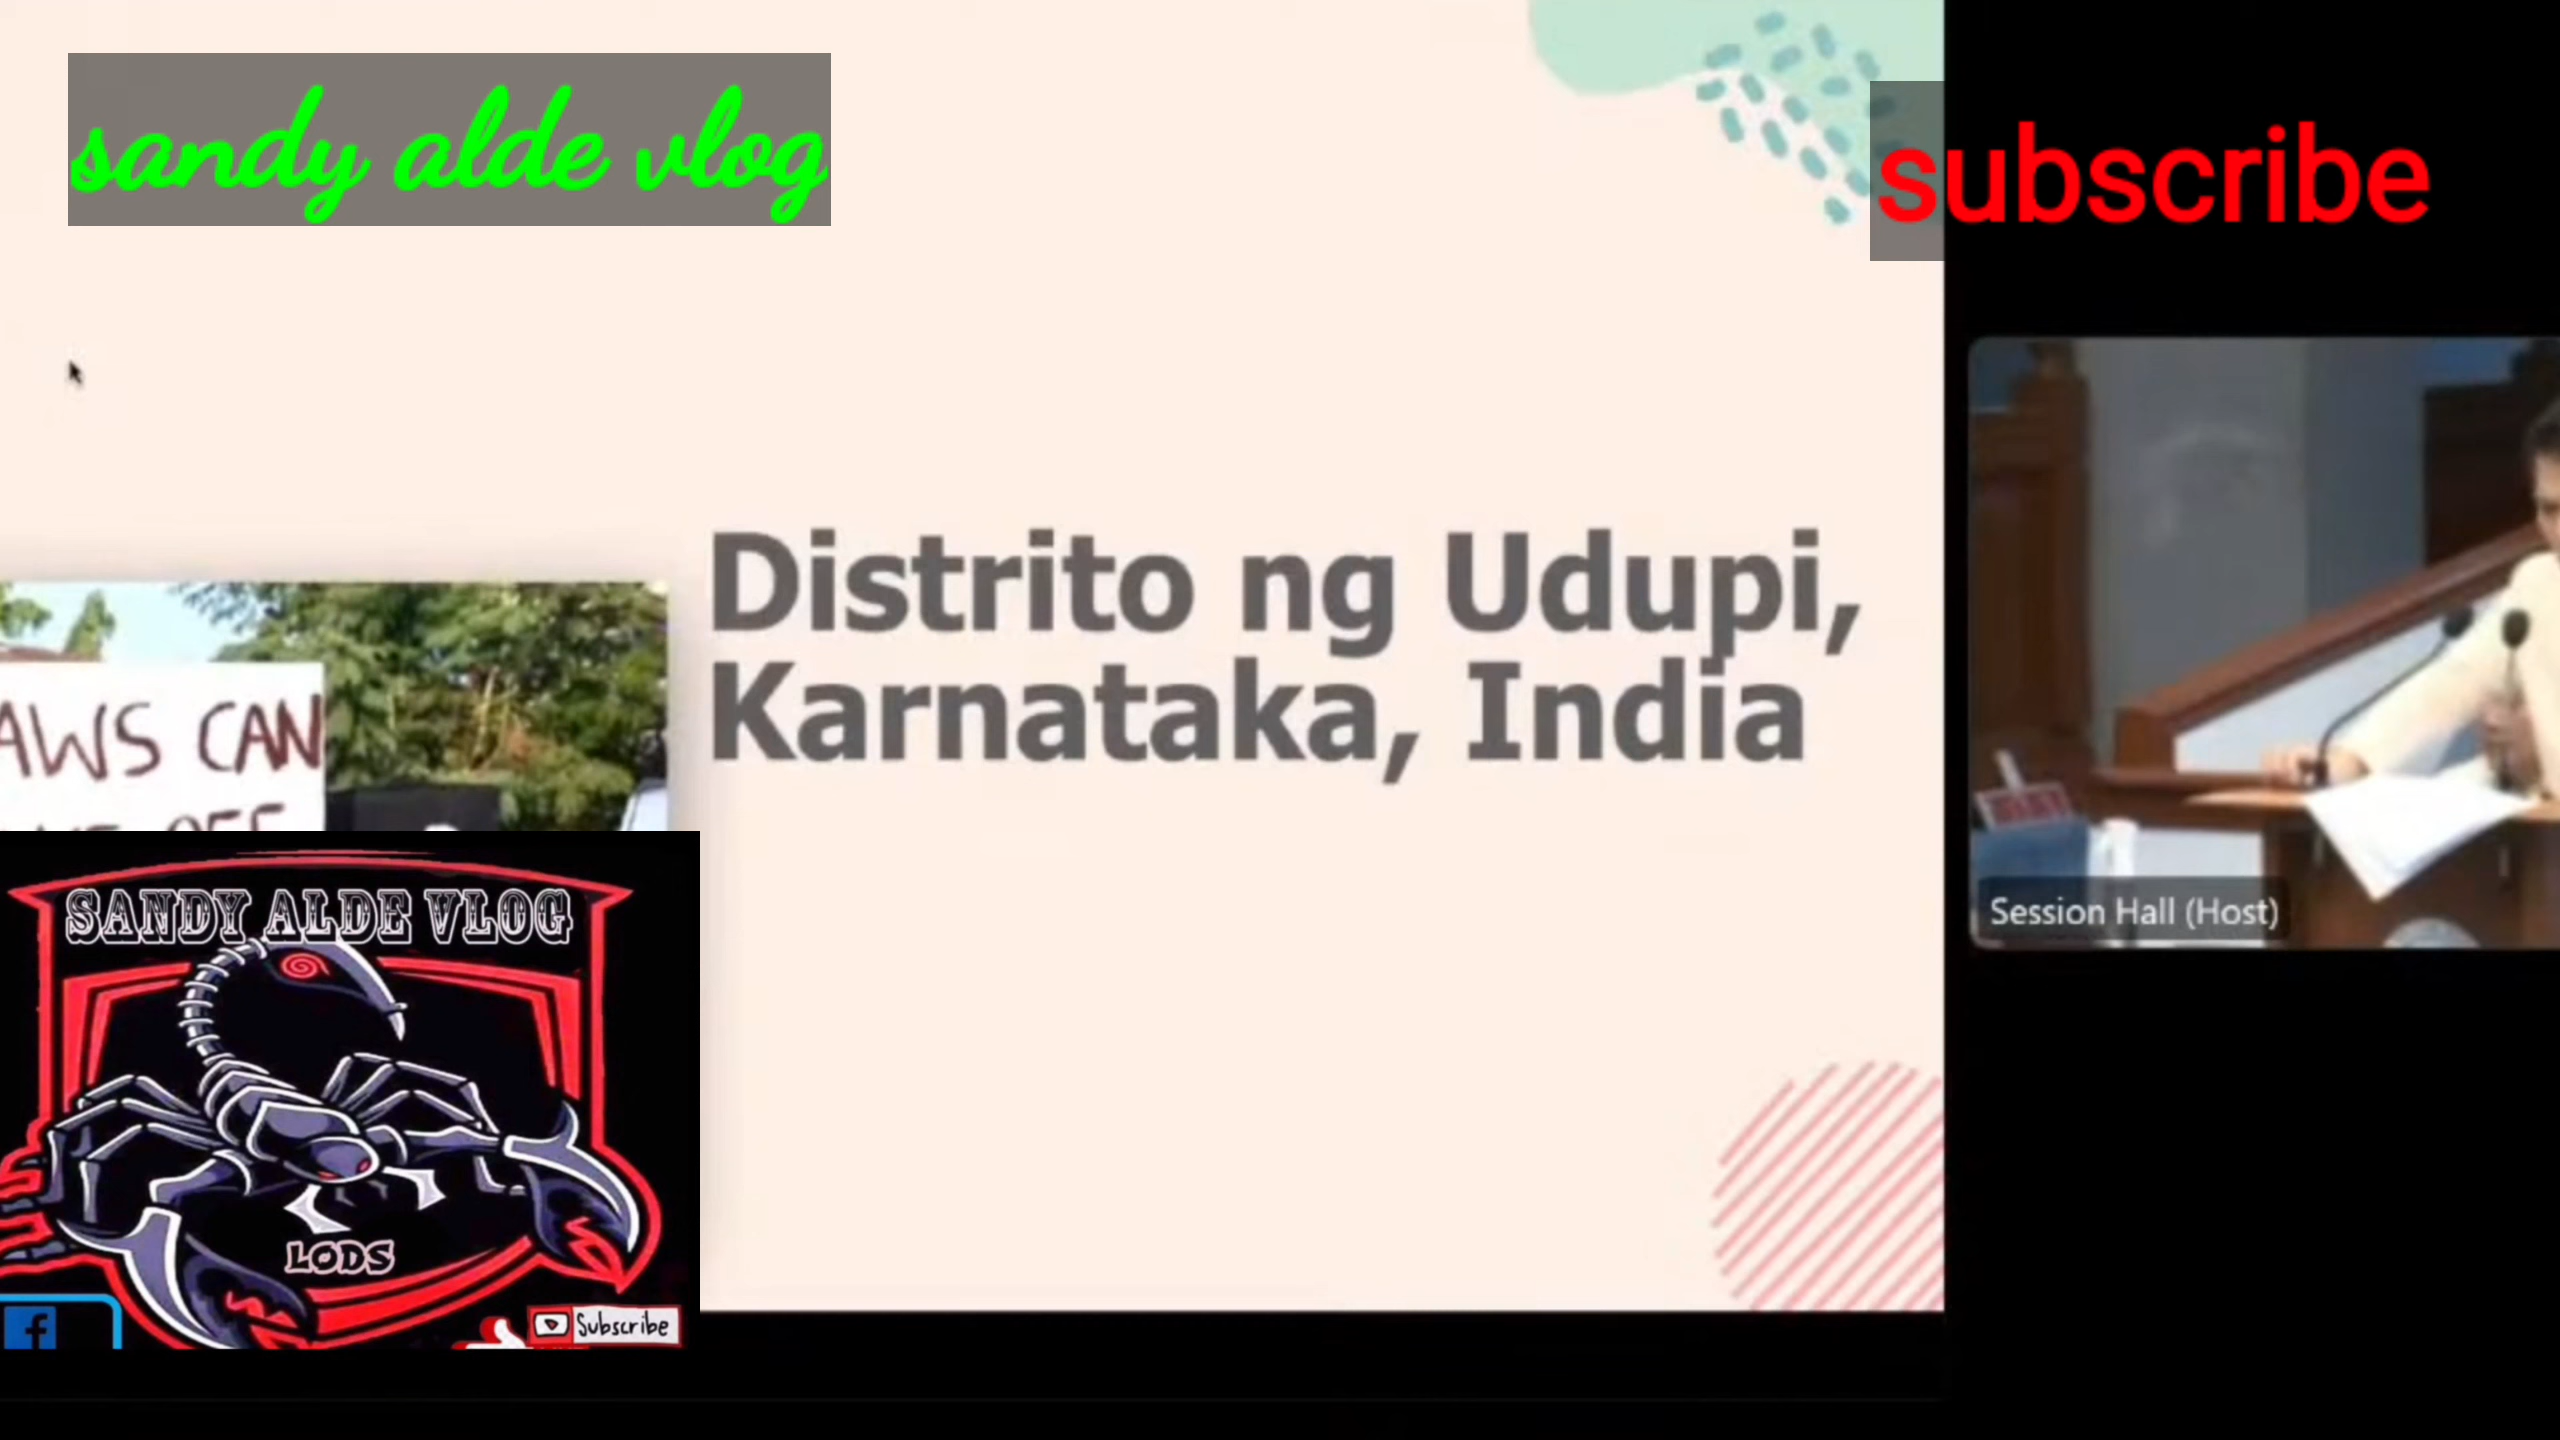 sandy alde vlog
subscribe
Distrito ng Udupi,
Karnataka, India
AWS CAN
OFF
Session Hall (Host)
SANDY ALDE VLOG
LODS
Subscribe